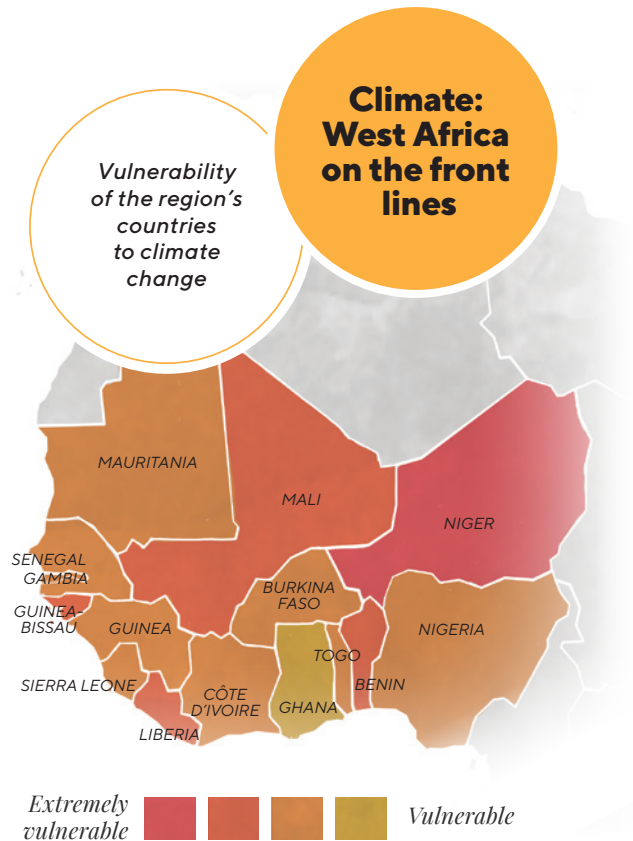 Climate:
West Africa
on the front
lines
Vulnerability
of the region's
countries
to climate
change
MAURITANIA
MALI
NIGER
SENEGAL
GAMBIA
GUINEA-
BISSAU
GUINEA
BURKINA
FASO
NIGERIA
TOGO
BENIN
SIERRA LEONE
CÔTE
D'IVOIRE
GHANA
LIBERIA
Extremely
vulnerable
Vulnerable